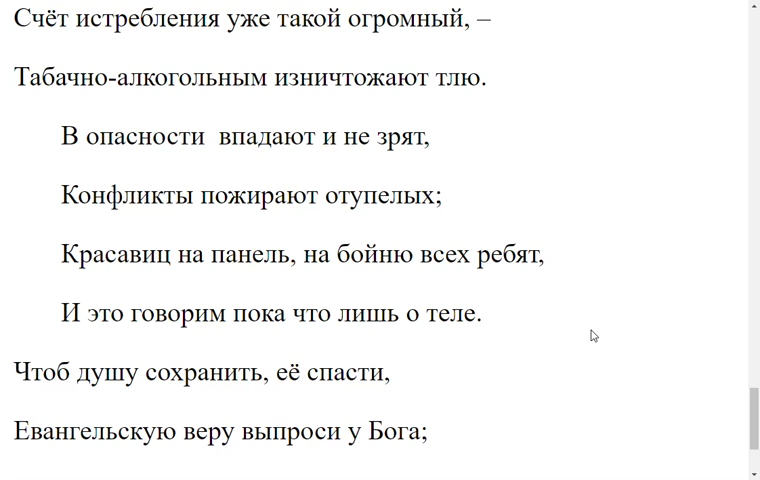 Счёт истребления уже такой огромный, –
Табачно-алкогольным изничтожают тлю.
В опасности  впадают и не зрят,
Конфликты пожирают отупелых;
Красавиц на панель, на бойню всех ребят,
И это говорим пока что лишь о теле.
Чтоб душу сохранить, её спасти,
Евангельскую веру выпроси у Бога;